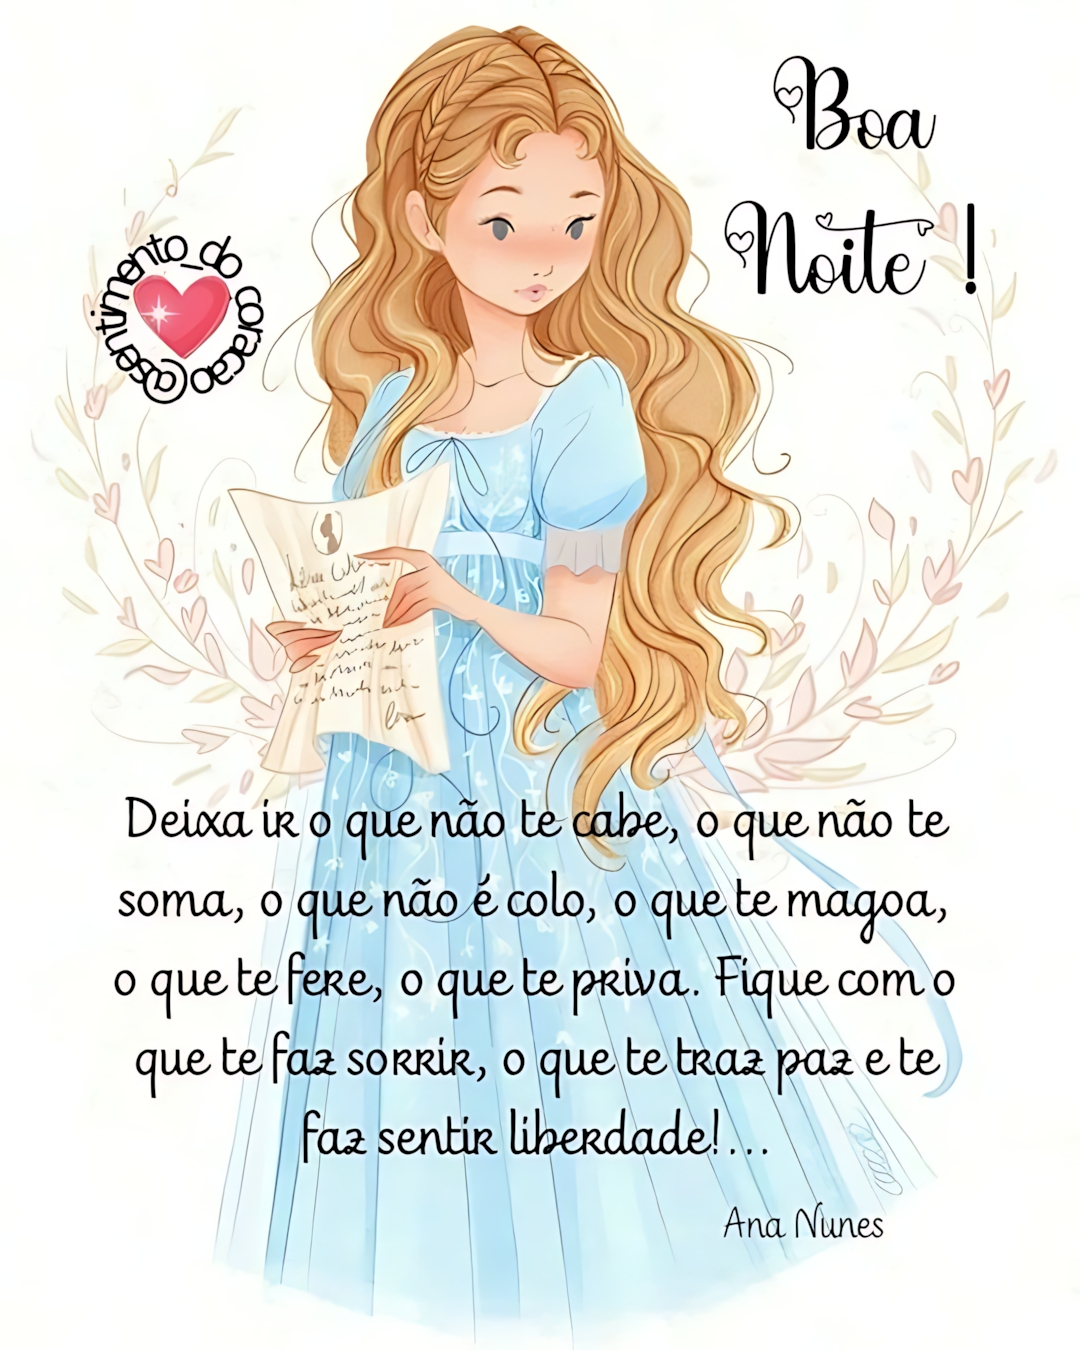 Boa
Noite !
@sentimento_do_coracao
Deixa ir o que não te cabe, o que não te
soma, o que não é colo, o que te magoa,
o que te fere, o que te priva. Fique com o
que te faz sorrir, o que te traz paz e te
faz sentir liberdade!...
Ana Nunes